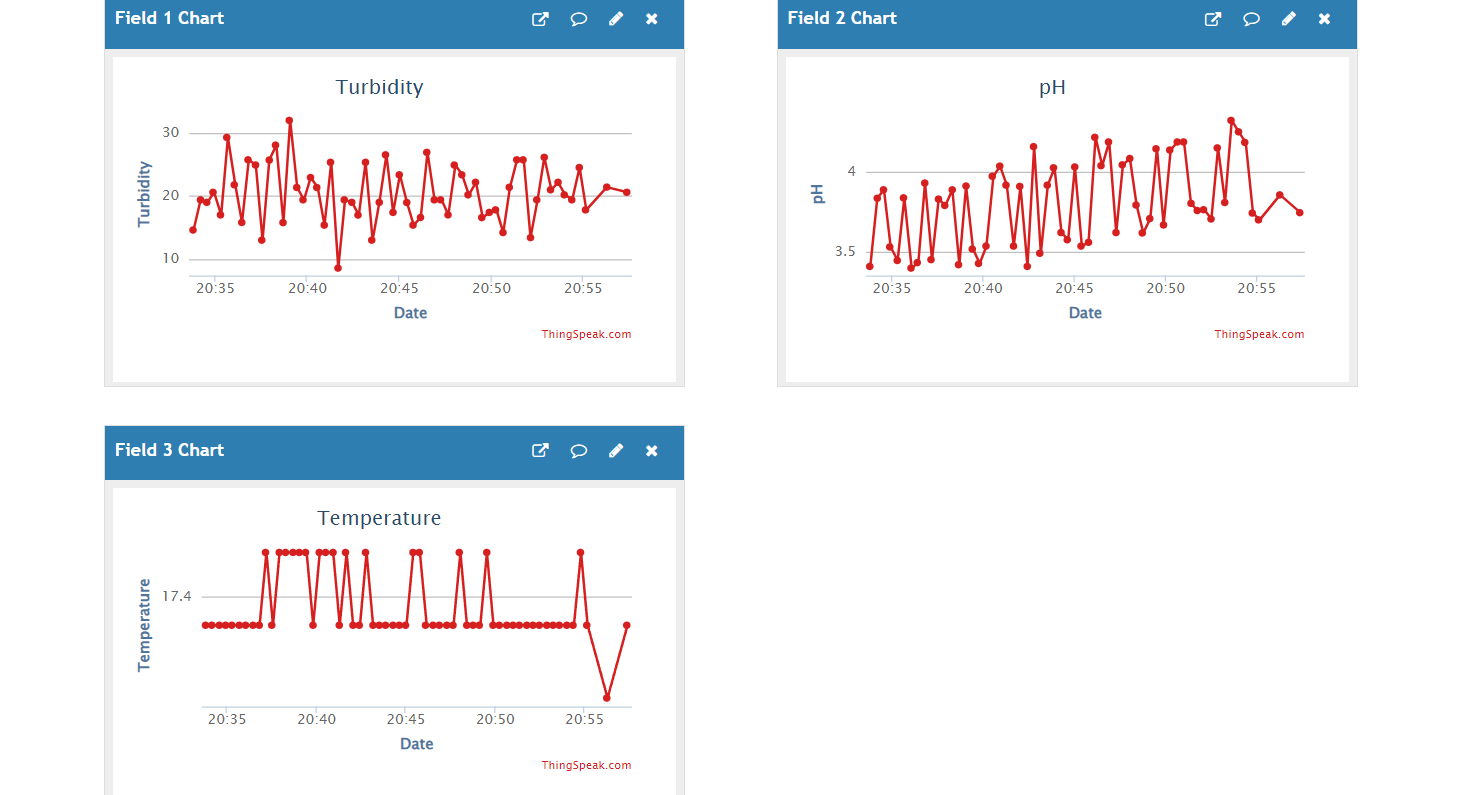 Field 1 Chart
Turbidity
Turbidity
30
20
10
20:35 20:40 20:45 20:50 20:55
Date
ThingSpeak.com
Field 2 Chart
pH
pH
4
3.5
20:35 20:40 20:45 20:50 20:55
Date
ThingSpeak.com
Field 3 Chart
Temperature
Temperature
17.4
20:35 20:40 20:45 20:50 20:55
Date
ThingSpeak.com